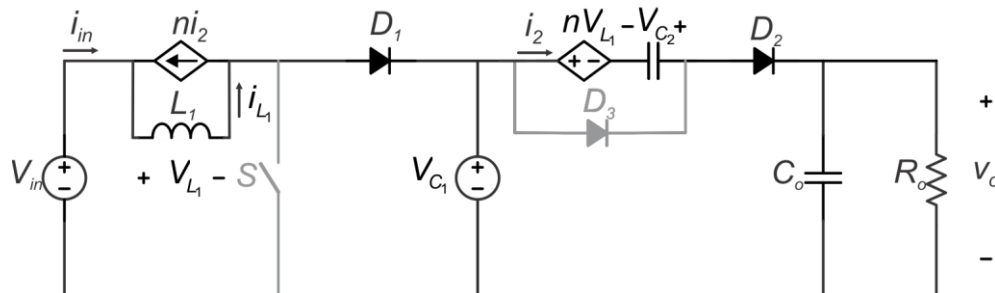 i_in ni_2 D_1 i_2 nV_L1 -V_C2+ D_2
L_1 i_L1 D_3
V_in + - + V_L1 - S V_C1 + - C_o R_o + v_o -